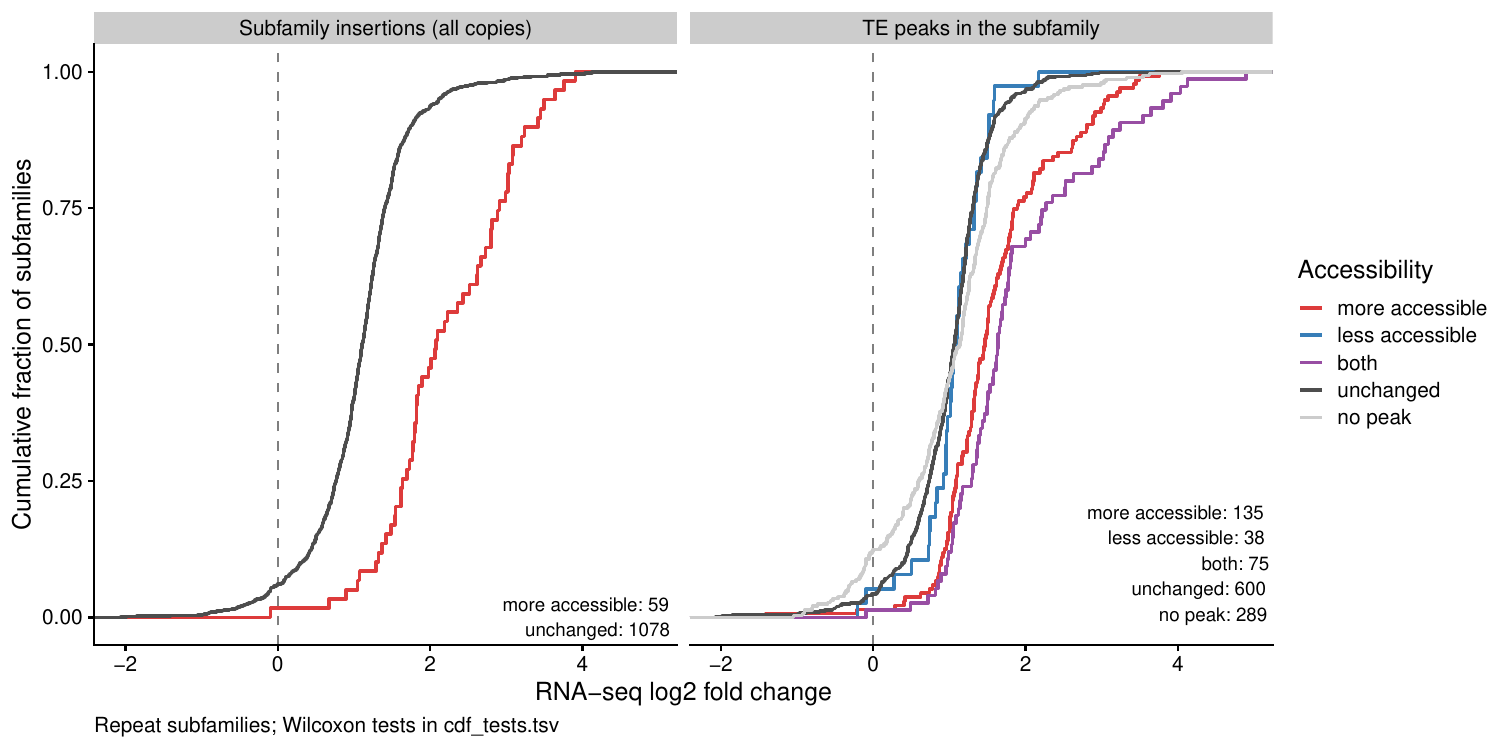 Subfamily insertions (all copies)
TE peaks in the subfamily
Cumulative fraction of subfamilies
1.00
0.75
0.50
0.25
0.00
more accessible: 59
unchanged: 1078
more accessible: 135
less accessible: 38
both: 75
unchanged: 600
no peak: 289
−2
0
2
4
−2
0
2
4
RNA−seq log2 fold change
Accessibility
more accessible
less accessible
both
unchanged
no peak
Repeat subfamilies; Wilcoxon tests in cdf_tests.tsv